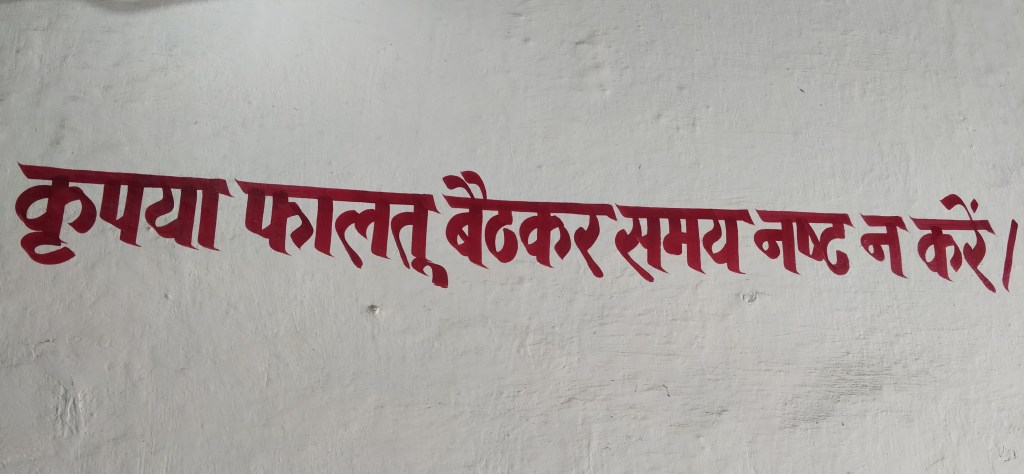 कृपया फालतु बैठकर समय नष्ट न करें।